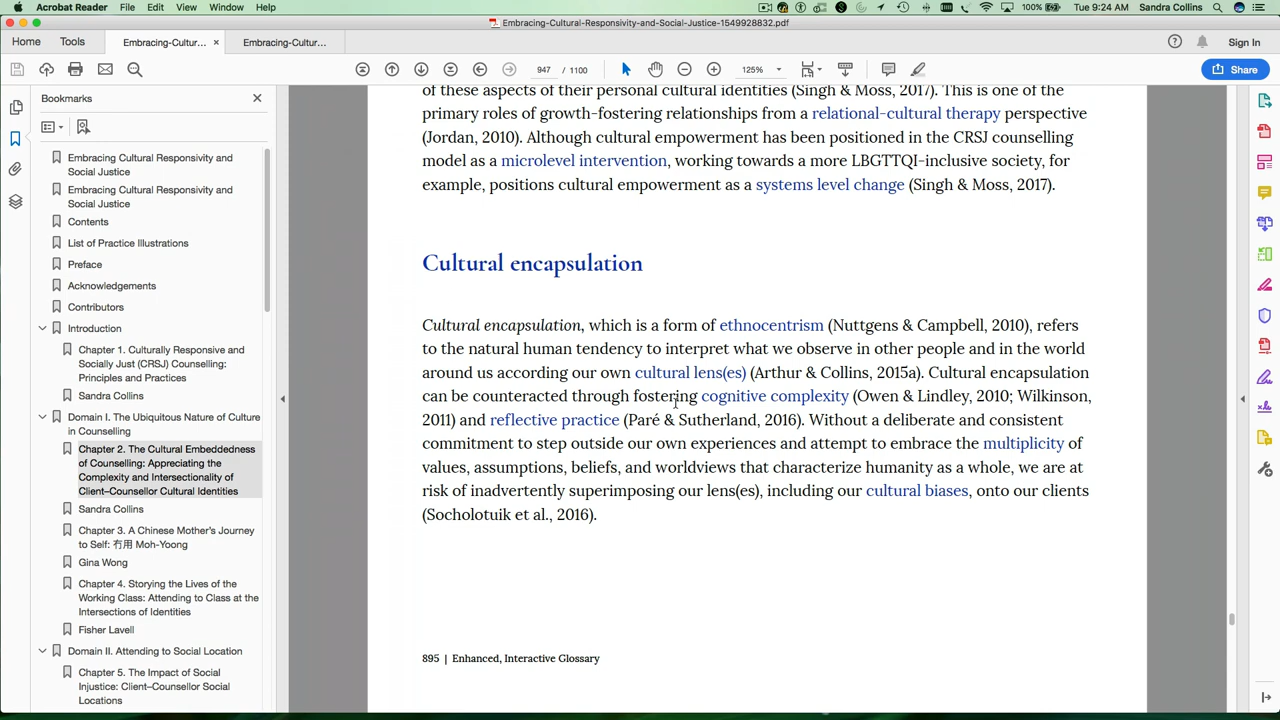 Acrobat Reader File Edit View Window Help 100% Tue 9:24 AM Sandra Collins
Embracing-Cultural-Responsivity-and-Social-Justice-1549928832.pdf
Home Tools Embracing-Cultur... × Embracing-Cultur... Sign In
947 / 1100 125% Share
Bookmarks
Embracing Cultural Responsivity and
Social Justice
Embracing Cultural Responsivity and
Social Justice
Contents
List of Practice Illustrations
Preface
Acknowledgements
Contributors
Introduction
Chapter 1. Culturally Responsive and
Socially Just (CRSJ) Counselling:
Principles and Practices
Sandra Collins
Domain I. The Ubiquitous Nature of Culture
in Counselling
Chapter 2. The Cultural Embeddedness
of Counselling: Appreciating the
Complexity and Intersectionality of
Client–Counsellor Cultural Identities
Sandra Collins
Chapter 3. A Chinese Mother's Journey
to Self: 冇用 Moh-Yoong
Gina Wong
Chapter 4. Storying the Lives of the
Working Class: Attending to Class at the
Intersections of Identities
Fisher Lavell
Domain II. Attending to Social Location
Chapter 5. The Impact of Social
Injustice: Client–Counsellor Social
Locations
of these aspects of their personal cultural identities (Singh & Moss, 2017). This is one of the
primary roles of growth-fostering relationships from a relational-cultural therapy perspective
(Jordan, 2010). Although cultural empowerment has been positioned in the CRSJ counselling
model as a microlevel intervention, working towards a more LBGTTQI-inclusive society, for
example, positions cultural empowerment as a systems level change (Singh & Moss, 2017).
Cultural encapsulation
Cultural encapsulation, which is a form of ethnocentrism (Nuttgens & Campbell, 2010), refers
to the natural human tendency to interpret what we observe in other people and in the world
around us according our own cultural lens(es) (Arthur & Collins, 2015a). Cultural encapsulation
can be counteracted through fostering cognitive complexity (Owen & Lindley, 2010; Wilkinson,
2011) and reflective practice (Paré & Sutherland, 2016). Without a deliberate and consistent
commitment to step outside our own experiences and attempt to embrace the multiplicity of
values, assumptions, beliefs, and worldviews that characterize humanity as a whole, we are at
risk of inadvertently superimposing our lens(es), including our cultural biases, onto our clients
(Socholotuik et al., 2016).
895 | Enhanced, Interactive Glossary